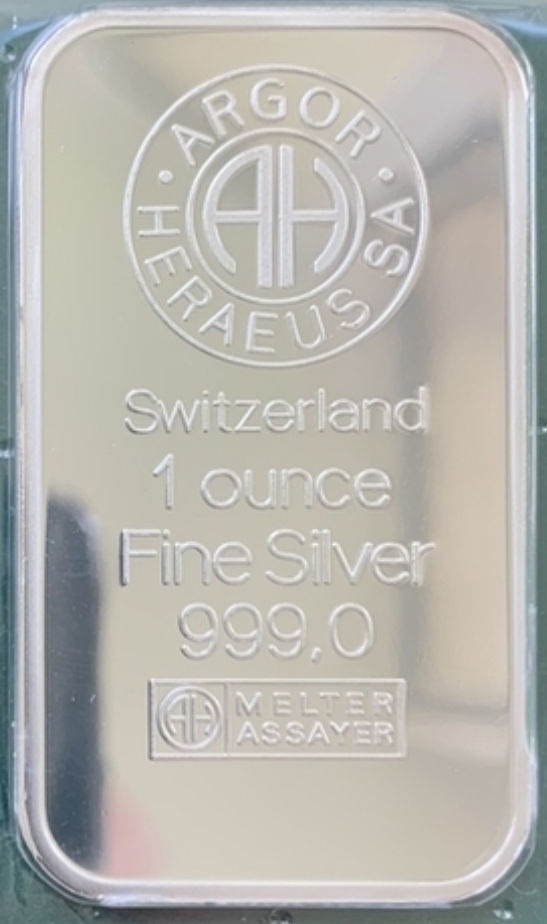 • ARGOR •
HERAEUS SA
AH
Switzerland
1 ounce
Fine Silver
999,0
AH MELTER
ASSAYER